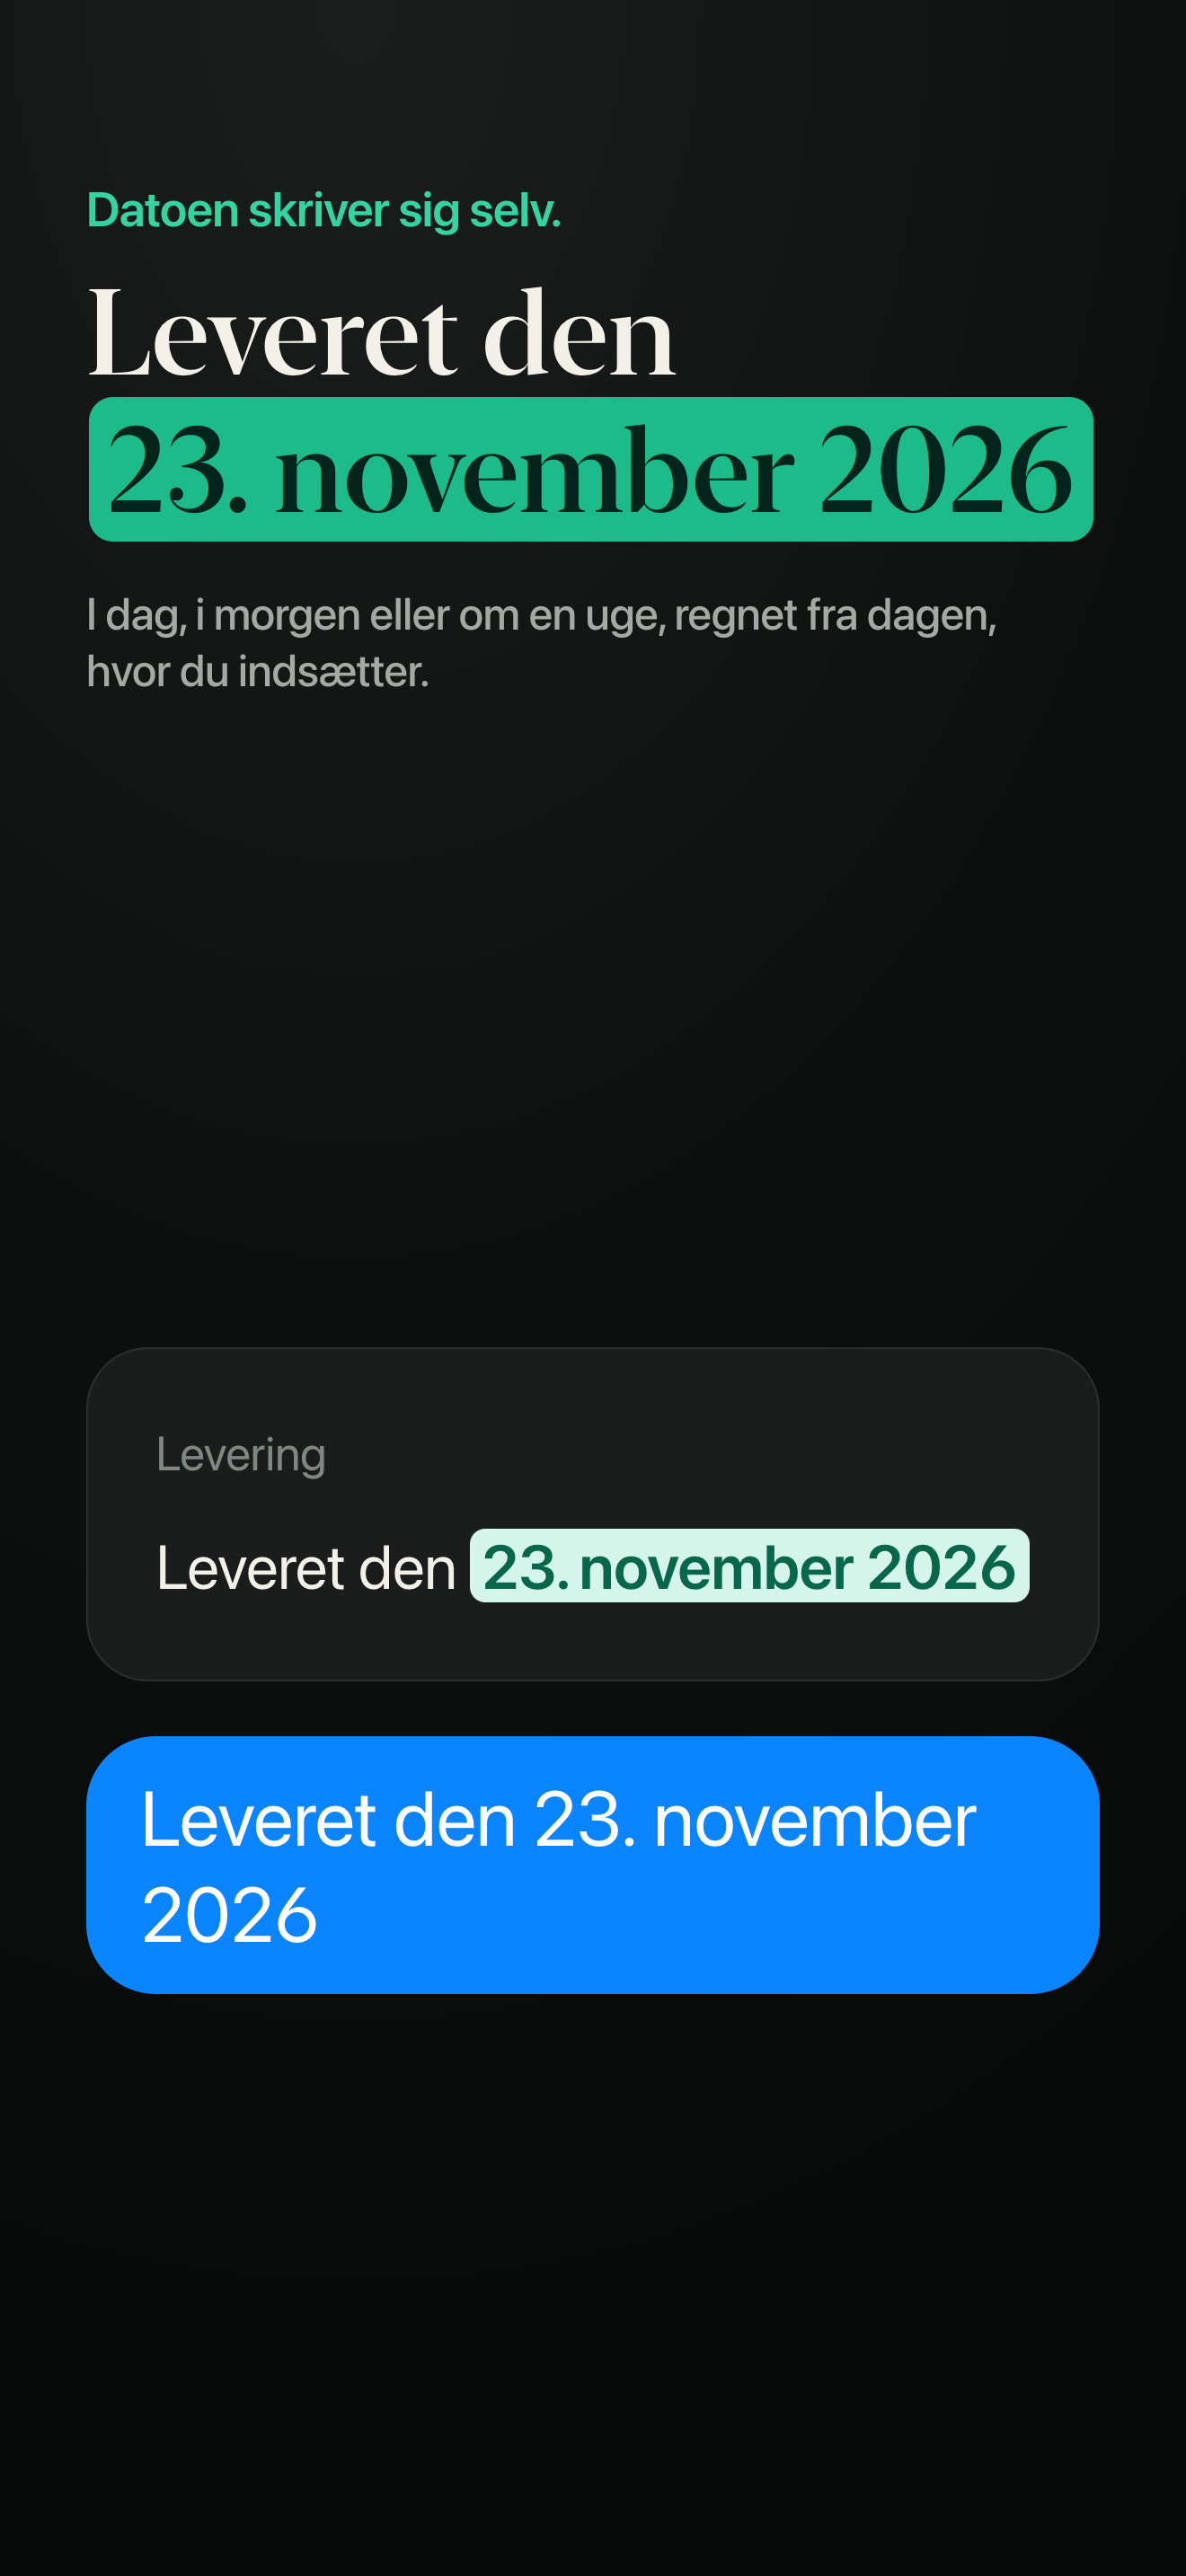 Datoen skriver sig selv.
Leveret den
23. november 2026
I dag, i morgen eller om en uge, regnet fra dagen,
hvor du indsætter.
Levering
Leveret den 23. november 2026
Leveret den 23. november
2026